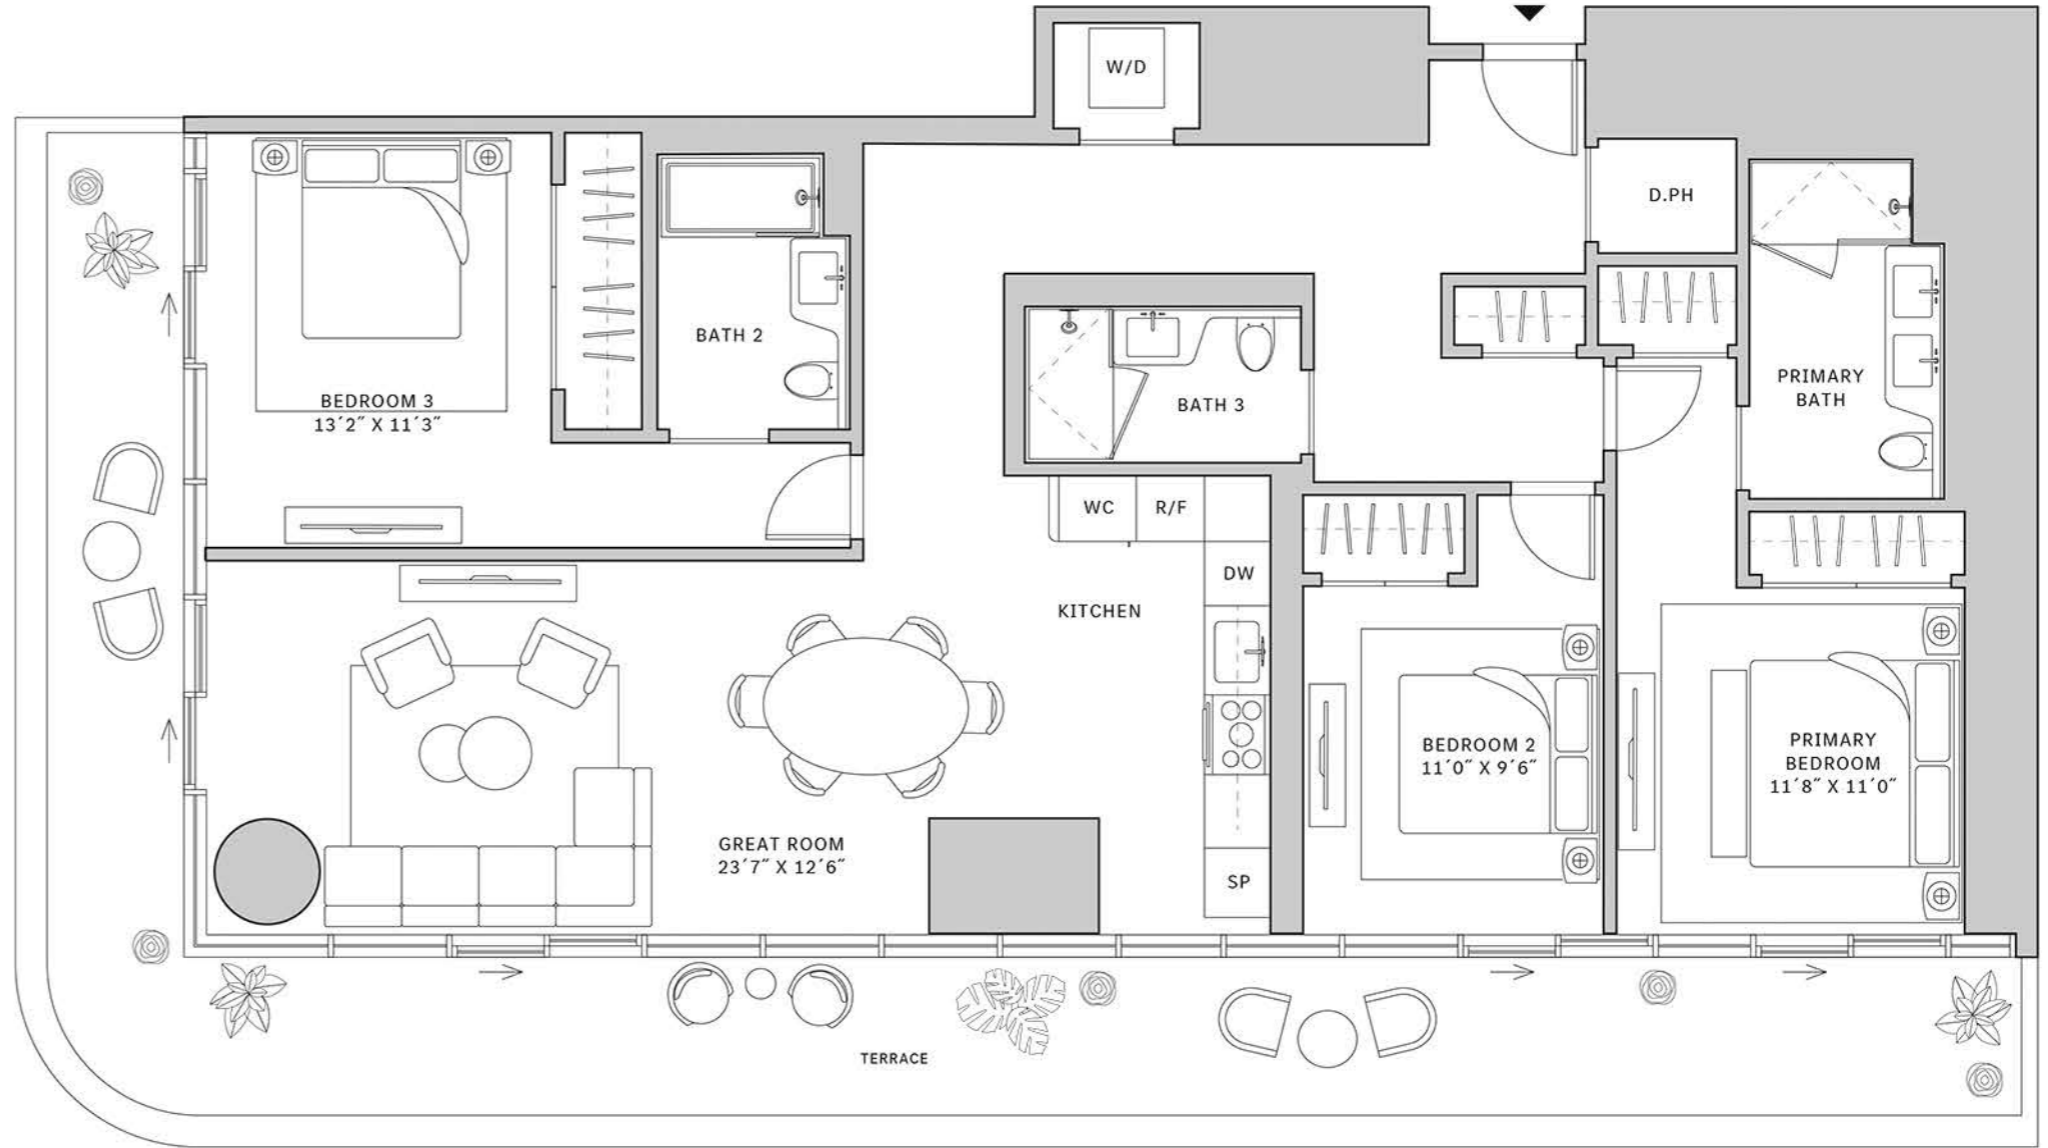 W/D
D.PH
BATH 2
PRIMARY
BATH
BEDROOM 3
13´2˝ X 11´3˝
BATH 3
WC
R/F
DW
KITCHEN
BEDROOM 2
11´0˝ X 9´6˝
PRIMARY
BEDROOM
11´8˝ X 11´0˝
GREAT ROOM
23´7˝ X 12´6˝
SP
TERRACE